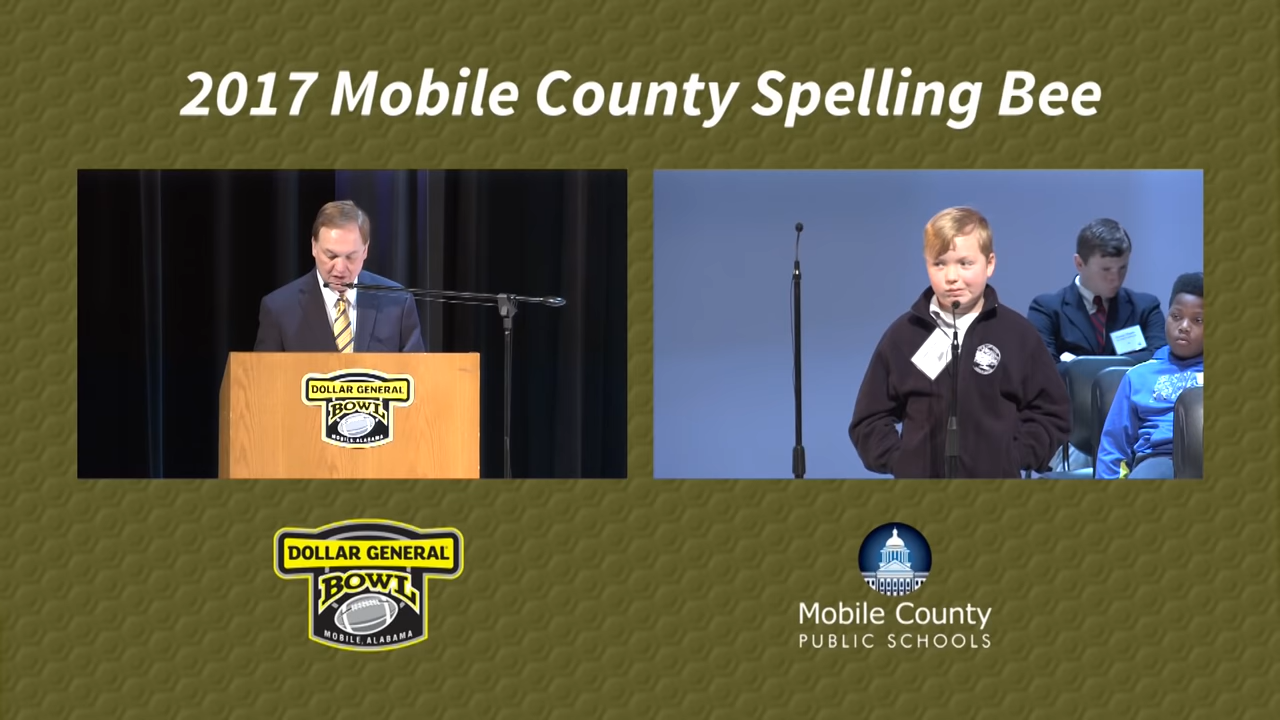 2017 Mobile County Spelling Bee
DOLLAR GENERAL
BOWL
MOBILE, ALABAMA
DOLLAR GENERAL
BOWL
MOBILE, ALABAMA
Mobile County
PUBLIC SCHOOLS